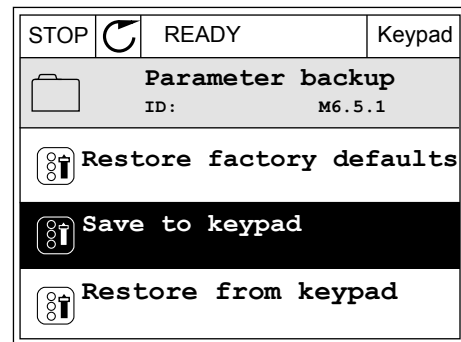 STOP READY Keypad
Parameter backup
ID: M6.5.1
Restore factory defaults
Save to keypad
Restore from keypad